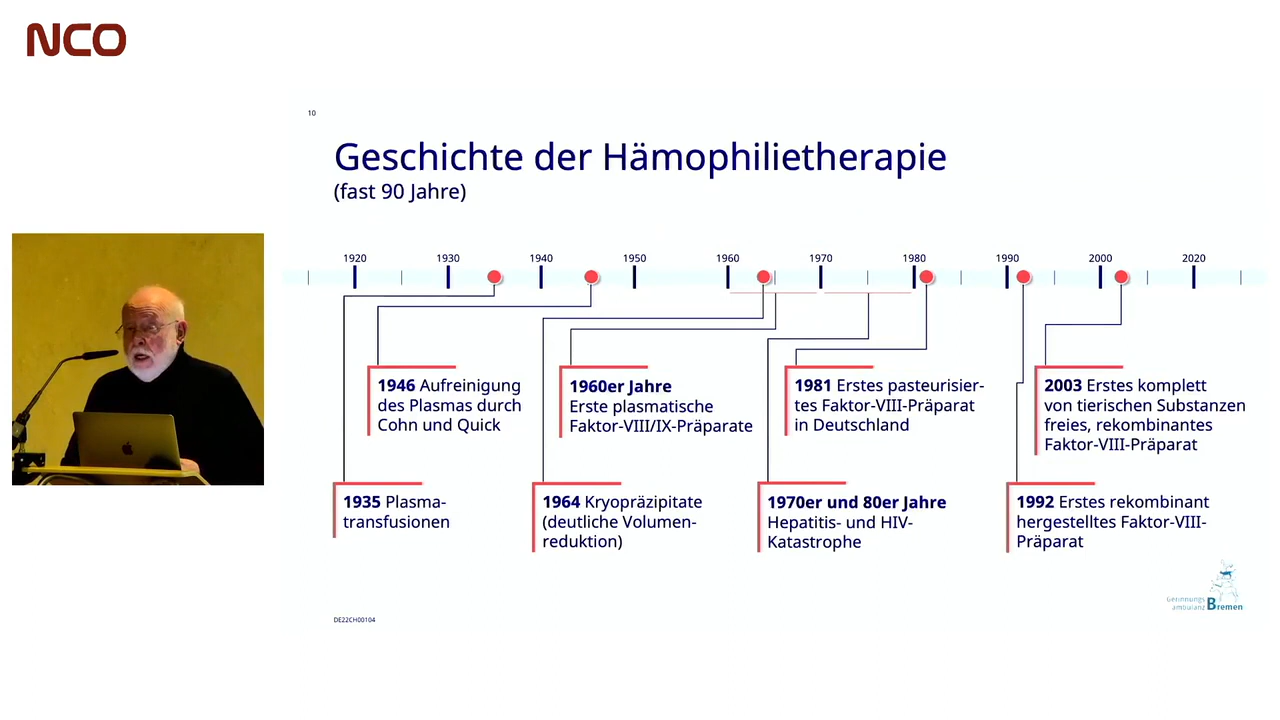 NCO
10
Geschichte der Hämophilietherapie
(fast 90 Jahre)
1920 1930 1940 1950 1960 1970 1980 1990 2000 2020
1946 Aufreinigung
des Plasmas durch
Cohn und Quick
1960er Jahre
Erste plasmatische
Faktor-VIII/IX-Präparate
1981 Erstes pasteurisier-
tes Faktor-VIII-Präparat
in Deutschland
2003 Erstes komplett
von tierischen Substanzen
freies, rekombinantes
Faktor-VIII-Präparat
1935 Plasma-
transfusionen
1964 Kryopräzipitate
(deutliche Volumen-
reduktion)
1970er und 80er Jahre
Hepatitis- und HIV-
Katastrophe
1992 Erstes rekombinant
hergestelltes Faktor-VIII-
Präparat
Gerinnungs
ambulanz Bremen
DE22CH00104